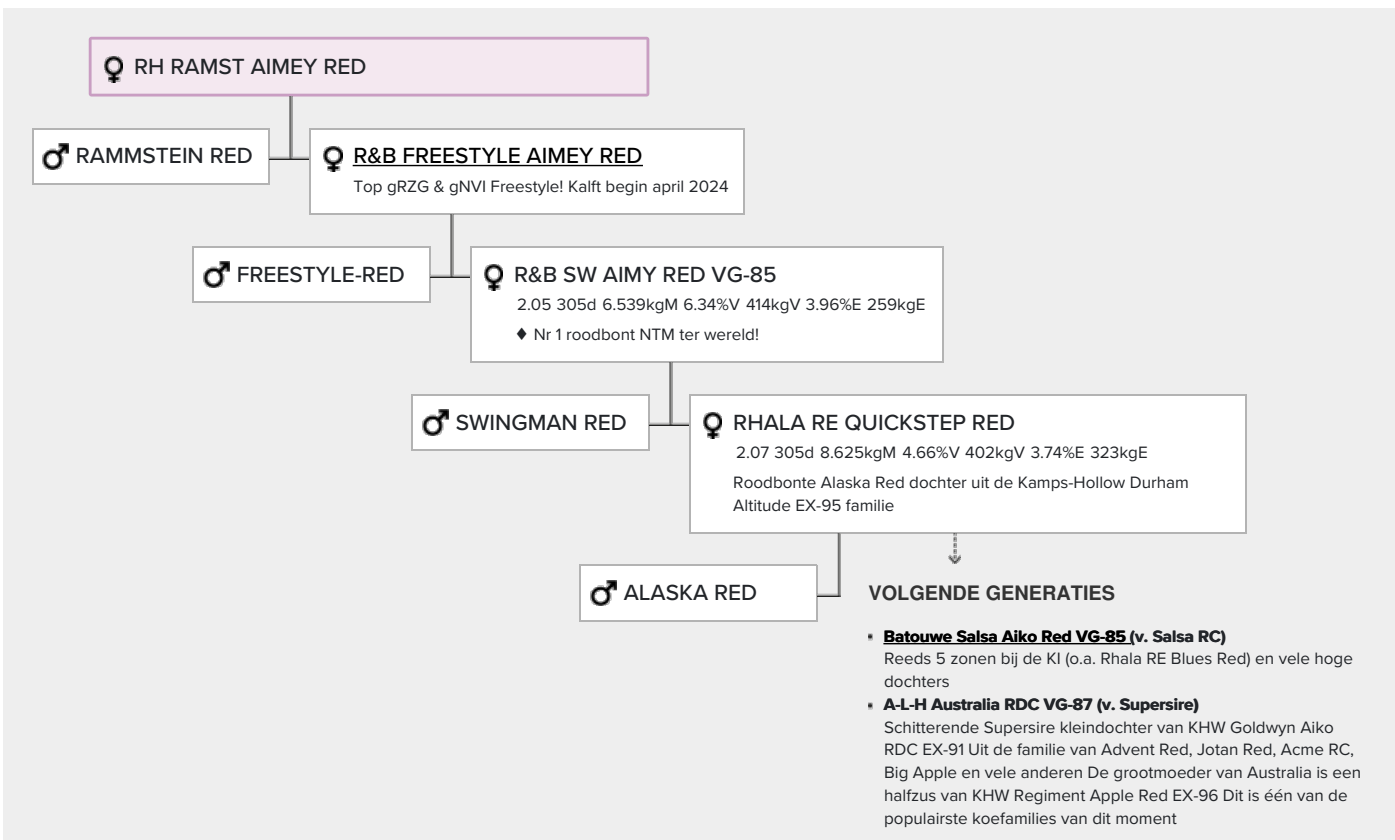 RH RAMST AIMEY RED
RAMMSTEIN RED
R&B FREESTYLE AIMEY RED
Top gRZG & gNVI Freestyle! Kalft begin april 2024
FREESTYLE-RED
R&B SW AIMY RED VG-85
2.05 305d 6.539kgM 6.34%V 414kgV 3.96%E 259kgE
♦ Nr 1 roodbont NTM ter wereld!
SWINGMAN RED
RHALA RE QUICKSTEP RED
2.07 305d 8.625kgM 4.66%V 402kgV 3.74%E 323kgE
Roodbonte Alaska Red dochter uit de Kamps-Hollow Durham
Altitude EX-95 familie
ALASKA RED
VOLGENDE GENERATIES
Batouwe Salsa Aiko Red VG-85 (v. Salsa RC)
Reeds 5 zonen bij de KI (o.a. Rhala RE Blues Red) en vele hoge
dochters
A-L-H Australia RDC VG-87 (v. Supersire)
Schitterende Supersire kleindochter van KHW Goldwyn Aiko
RDC EX-91 Uit de familie van Advent Red, Jotan Red, Acme RC,
Big Apple en vele anderen De grootmoeder van Australia is een
halfzus van KHW Regiment Apple Red EX-96 Dit is één van de
populairste koefamilies van dit moment